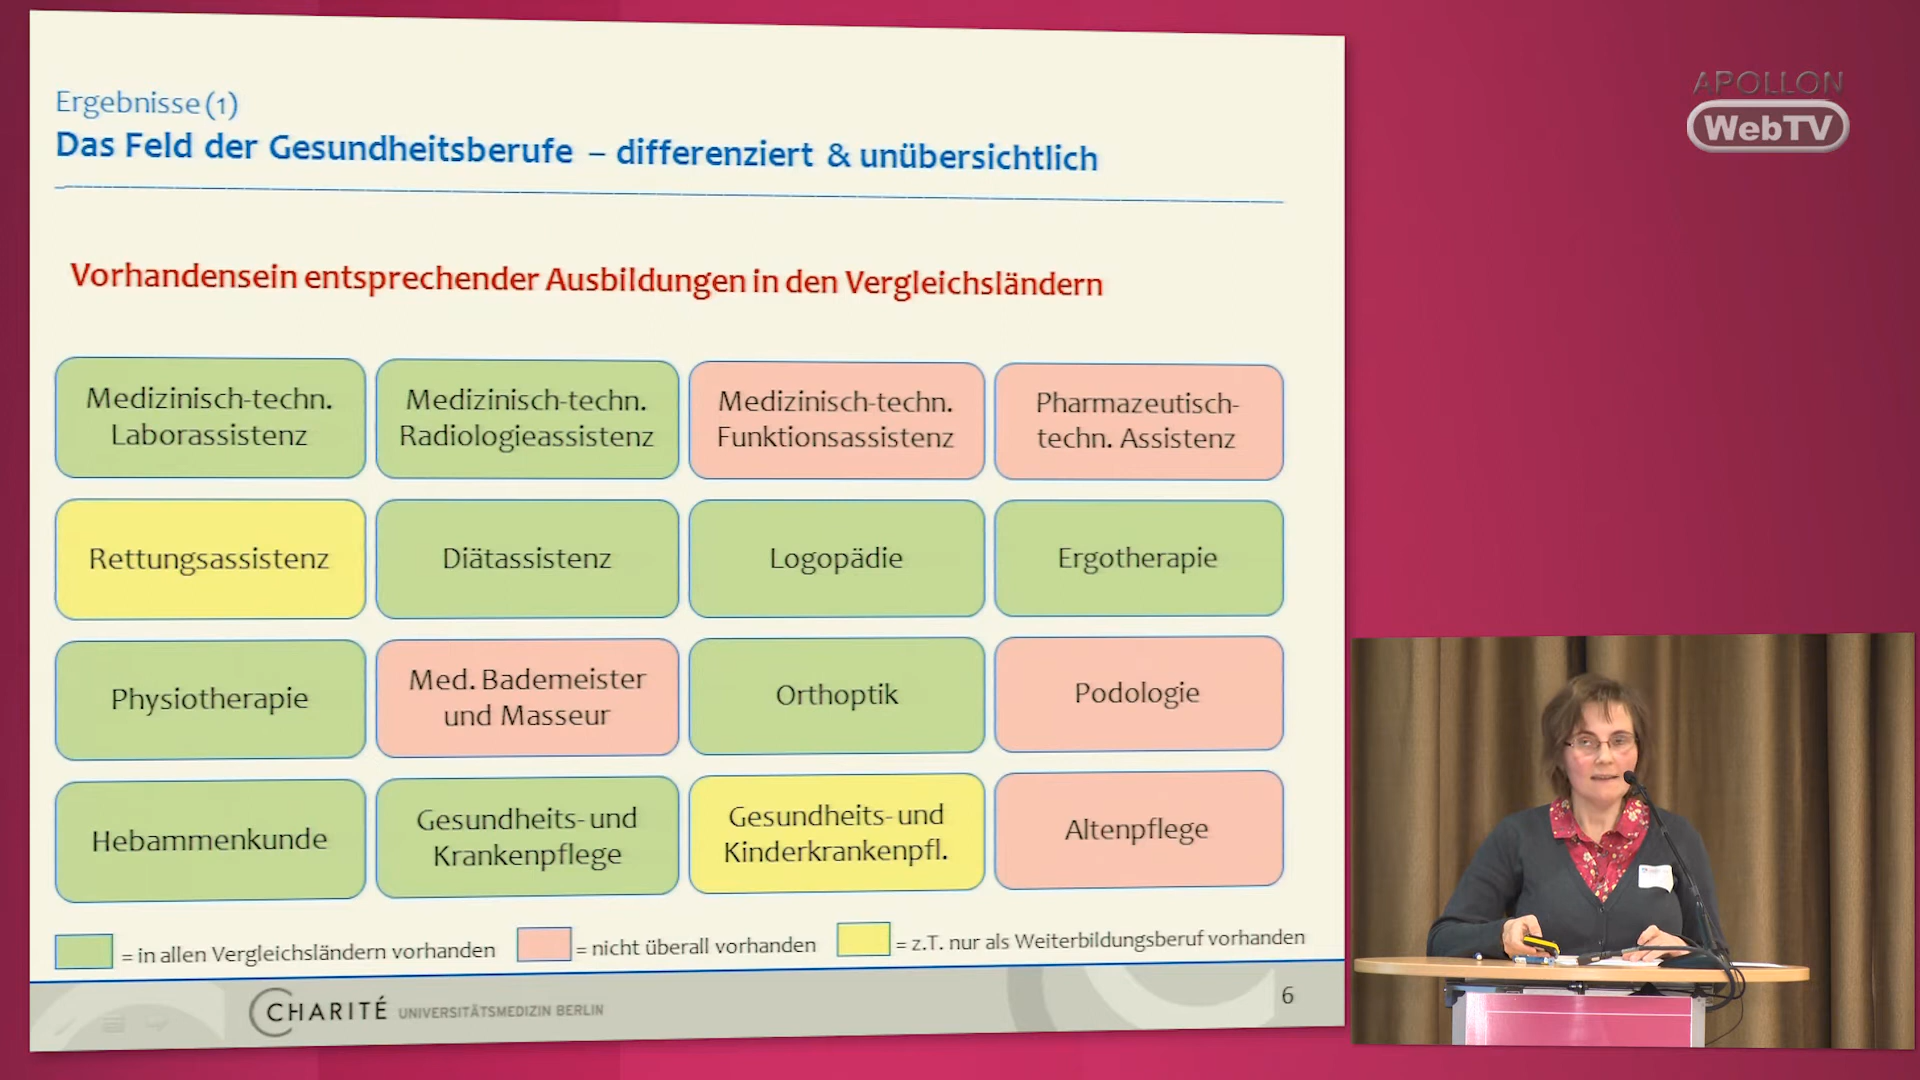 Ergebnisse (1)
Das Feld der Gesundheitsberufe – differenziert & unübersichtlich
Vorhandensein entsprechender Ausbildungen in den Vergleichsländern
Medizinisch-techn.
Laborassistenz
Medizinisch-techn.
Radiologieassistenz
Medizinisch-techn.
Funktionsassistenz
Pharmazeutisch-
techn. Assistenz
Rettungsassistenz
Diätassistenz
Logopädie
Ergotherapie
Physiotherapie
Med. Bademeister
und Masseur
Orthoptik
Podologie
Hebammenkunde
Gesundheits- und
Krankenpflege
Gesundheits- und
Kinderkrankenpfl.
Altenpflege
= in allen Vergleichsländern vorhanden
= nicht überall vorhanden
= z.T. nur als Weiterbildungsberuf vorhanden
CHARITÉ UNIVERSITÄTSMEDIZIN BERLIN
6
APOLLON
WebTV